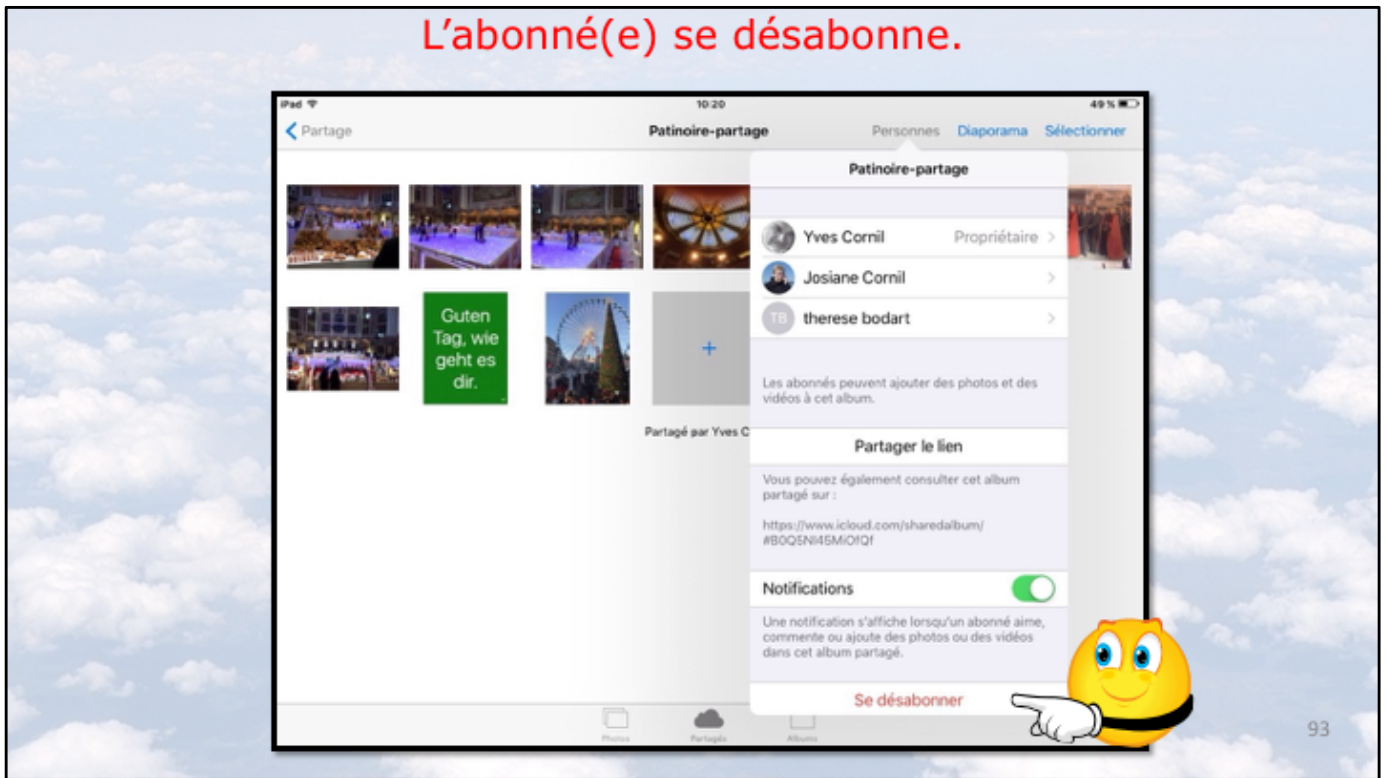 L'abonné(e) se désabonne.
iPad 10:20 49 %
Partage Patinoire-partage Personnes Diaporama Sélectionner
Patinoire-partage
Yves Cornil Propriétaire
Josiane Cornil
TB therese bodart
Guten
Tag, wie
geht es
dir.
+
Les abonnés peuvent ajouter des photos et des
vidéos à cet album.
Partagé par Yves C
Partager le lien
Vous pouvez également consulter cet album
partagé sur :
https://www.icloud.com/sharedalbum/
Notifications
Une notification s'affiche lorsqu'un abonné aime,
commente ou ajoute des photos ou des vidéos
dans cet album partagé.
Se désabonner
Photos Partagés Albums
93